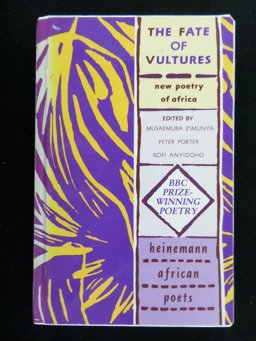 THE FATE
OF
VULTURES
new poetry
of africa
EDITED BY
MUSAEMURA ZIMUNYA
PETER PORTER
KOFI ANYIDOHO
BBC
PRIZE-
WINNING
POETRY
heinemann
african
poets